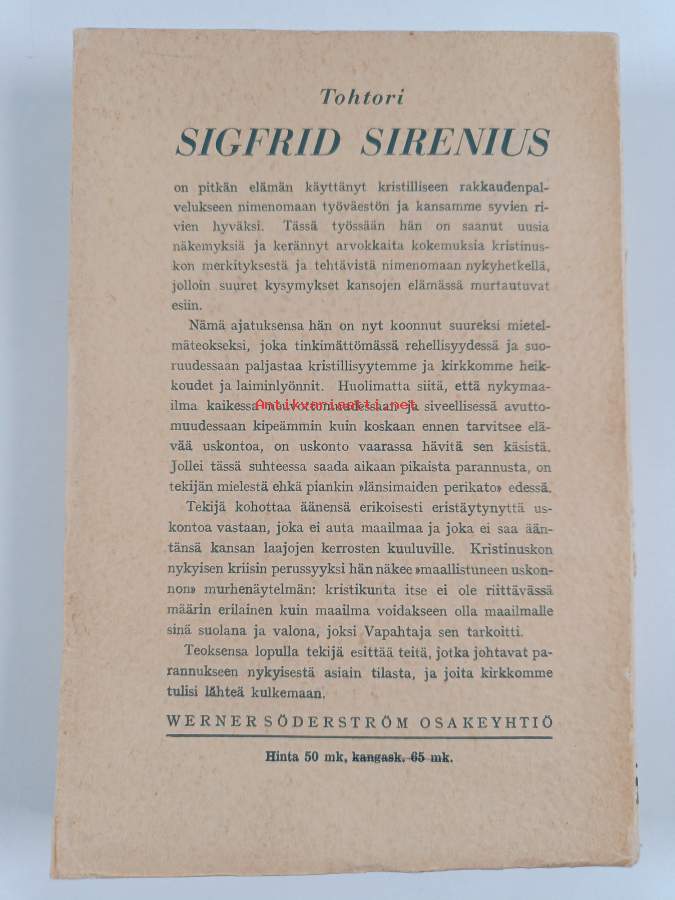 Tohtori
SIGFRID SIRENIUS
on pitkän elämän käyttänyt kristilliseen rakkaudenpal-
velukseen nimenomaan työväestön ja kansamme syvien ri-
vien hyväksi. Tässä työssään hän on saanut uusia
näkemyksiä ja kerännyt arvokkaita kokemuksia kristinus-
kon merkityksestä ja tehtävistä nimenomaan nykyhetkellä,
jolloin suuret kysymykset kansojen elämässä murtautuvat
esiin.
Nämä ajatuksensa hän on nyt koonnut suureksi mietel-
mäteokseksi, joka tinkimättömässä rehellisyydessä ja suo-
ruudessaan paljastaa kristillisyytemme ja kirkkomme heik-
koudet ja laiminlyönnit. Huolimatta siitä, että nykymaa-
ilma kaikessa neuvottomuudessaan ja siveellisessä avutto-
Antikvariaatti.net
muudessaan kipeämmin kuin koskaan ennen tarvitsee elä-
vää uskontoa, on uskonto vaarassa hävitä sen käsistä.
Jollei tässä suhteessa saada aikaan pikaista parannusta, on
tekijän mielestä ehkä piankin »länsimaiden perikato» edessä.
Tekijä kohottaa äänensä erikoisesti eristäytynyttä us-
kontoa vastaan, joka ei auta maailmaa ja joka ei saa ään-
täensä kansan laajojen kerrosten kuuluville. Kristinuskon
nykyisen kriisin perussyyksi hän näkee »maallistuneen uskon-
non» murhenäytelmän: kristikunta itse ei ole riittävässä
määrin erilainen kuin maailma voidakseen olla maailmalle
sinä suolana ja valona, joksi Vapahtaja sen tarkoitti.
Teoksensa lopulla tekijä esittää teitä, jotka johtavat pa-
rannukseen nykyisestä asiain tilasta, ja joita kirkkomme
tulisi lähteä kulkemaan.
WERNER SÖDERSTRÖM OSAKEYHTIÖ
Hinta 50 mk, kangask. 65 mk.